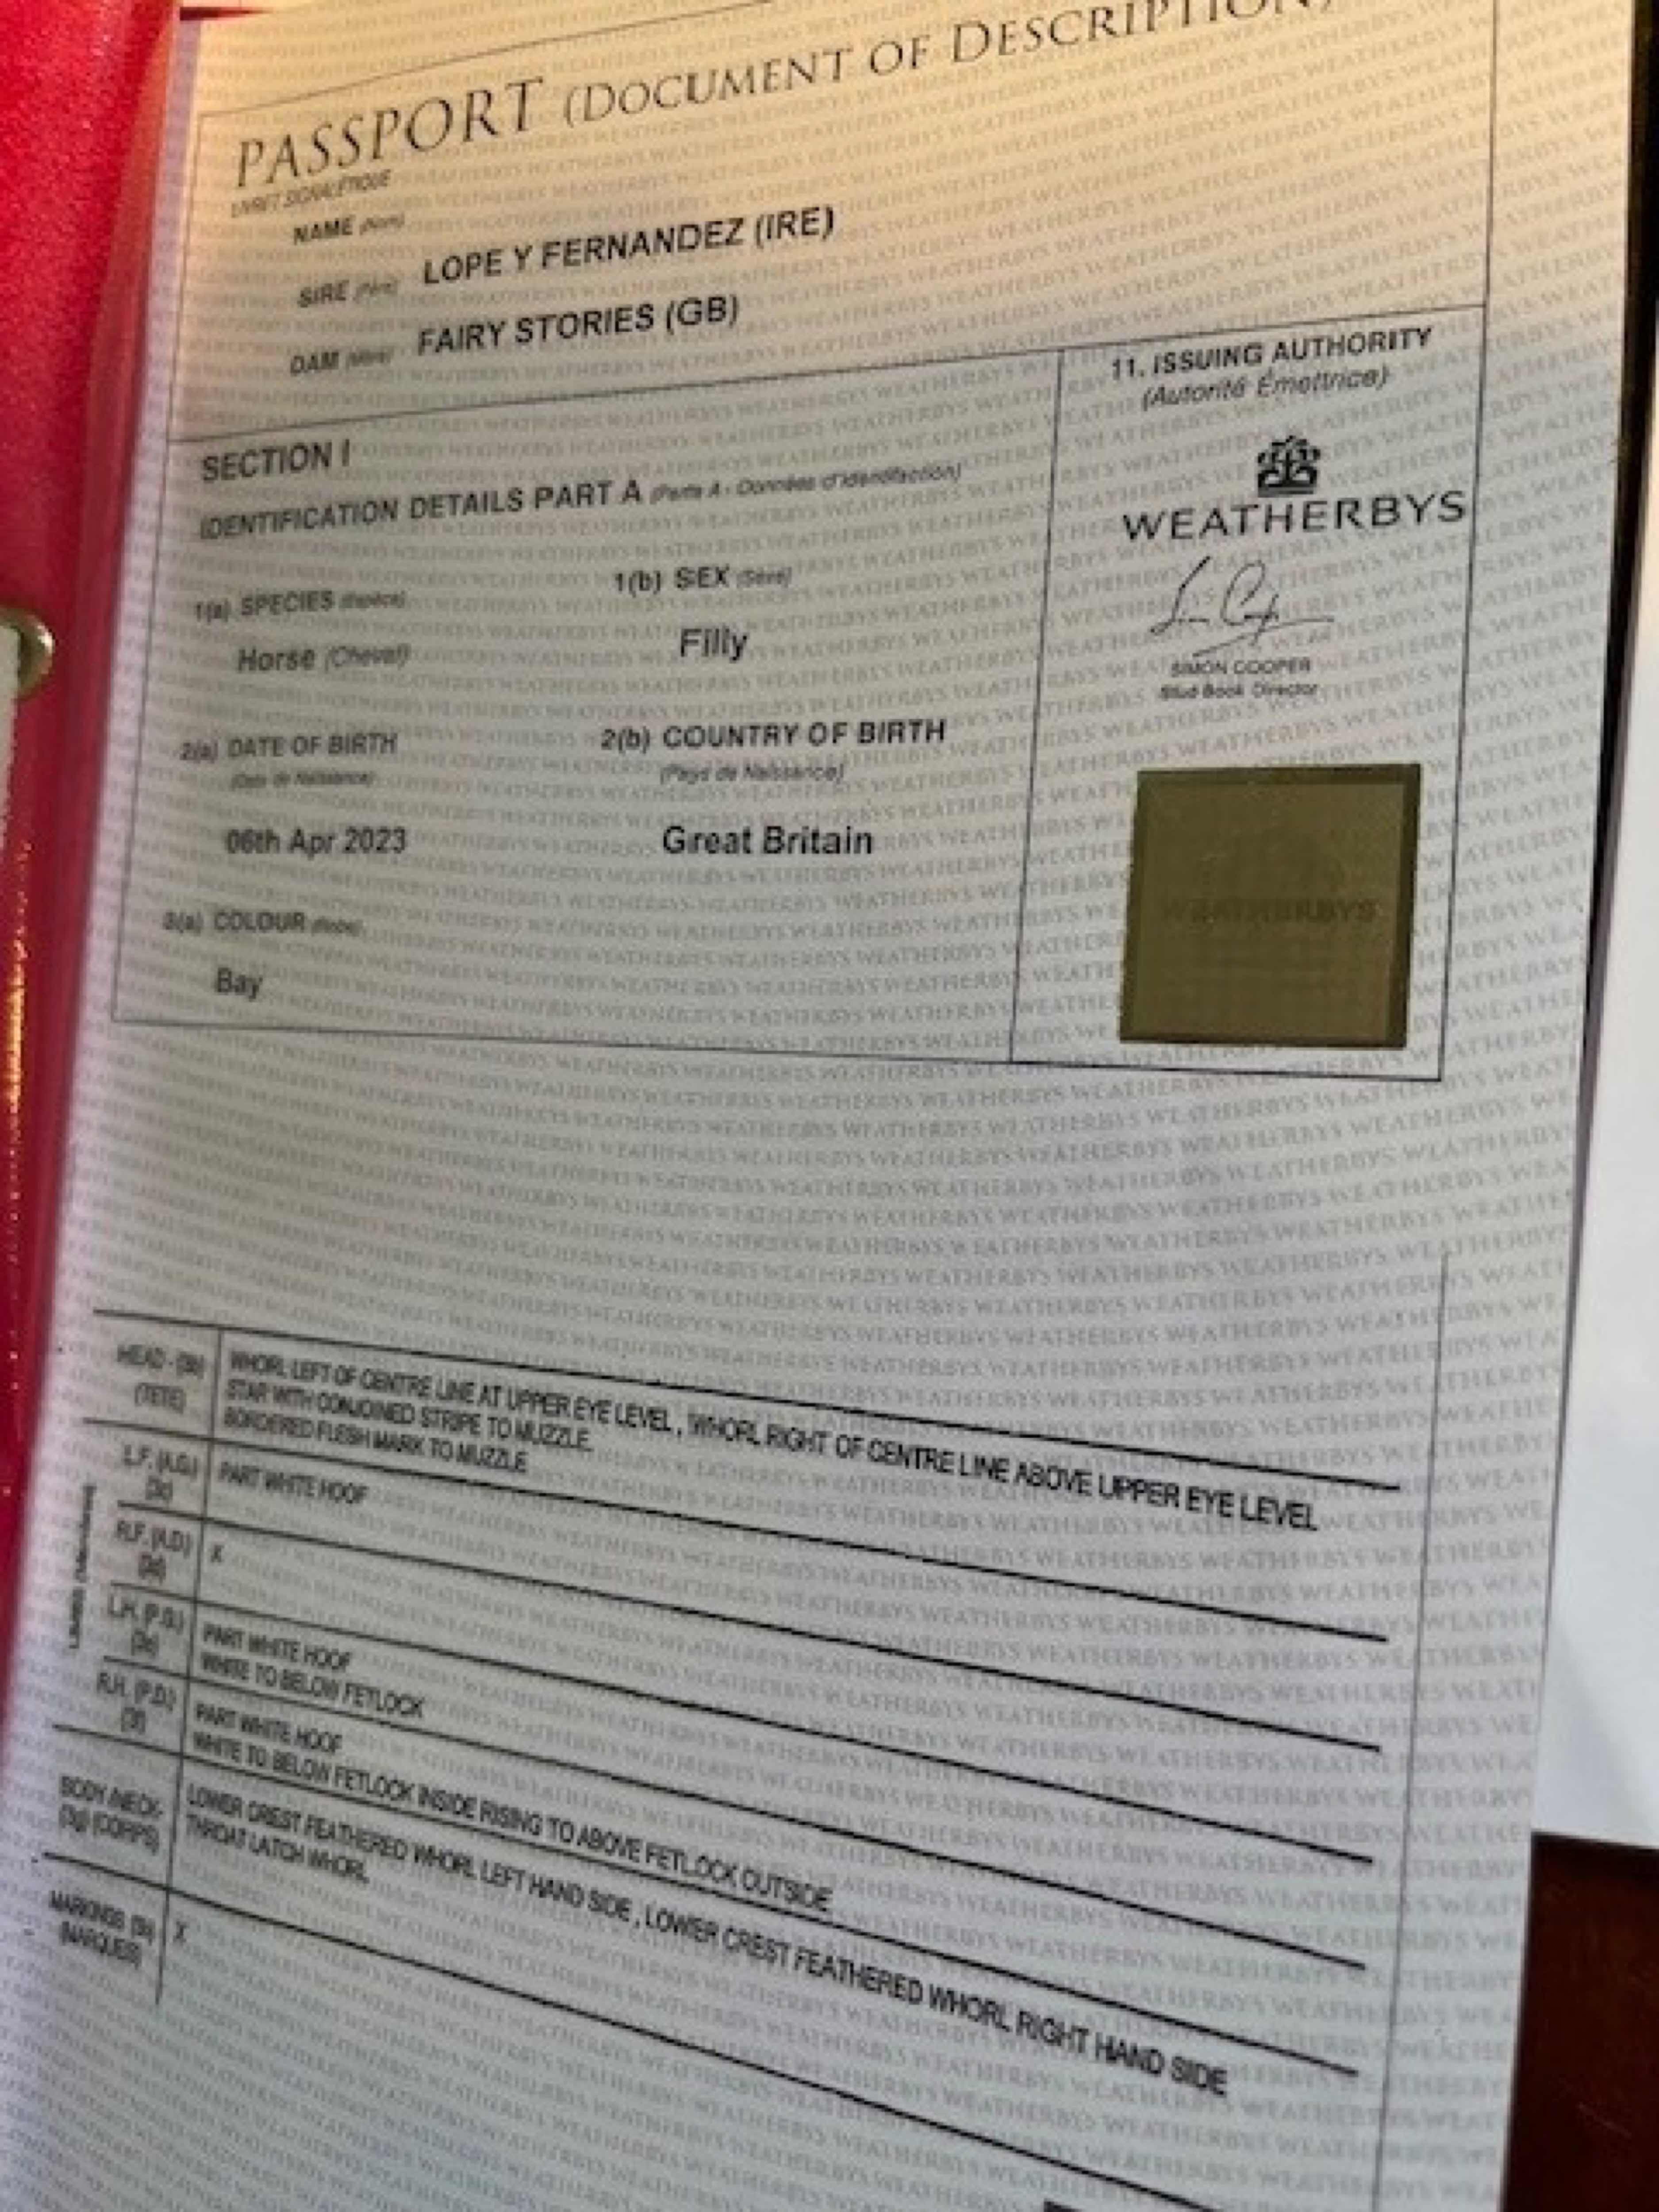 PASSPORT (DOCUMENT OF DESCRIPTION)
LIVRET SIGNALÉTIQUE
NAME (Nom)
SIRE (Père) LOPE Y FERNANDEZ (IRE)
DAM (Mère) FAIRY STORIES (GB)
SECTION I
IDENTIFICATION DETAILS PART A (Partie A - Données d'identification)
1(a) SPECIES (Espèce) 1(b) SEX (Sexe)
Horse (Cheval) Filly
2(a) DATE OF BIRTH 2(b) COUNTRY OF BIRTH
(Date de Naissance) (Pays de Naissance)
06th Apr 2023 Great Britain
3(a) COLOUR (Robe)
Bay
11. ISSUING AUTHORITY
(Autorité Émettrice)
WEATHERBYS
SIMON COOPER
Stud Book Director
WEATHERBYS
HEAD - (3b) WHORL LEFT OF CENTRE LINE AT UPPER EYE LEVEL , WHORL RIGHT OF CENTRE LINE ABOVE UPPER EYE LEVEL
(TETE) STAR WITH CONJOINED STRIPE TO MUZZLE
BORDERED FLESH MARK TO MUZZLE
LIMBS (Membres)
L.F. (A.G.) PART WHITE HOOF
(3c)
R.F. (A.D.) X
(3d)
L.H. (P.G.) PART WHITE HOOF
(3e) WHITE TO BELOW FETLOCK
R.H. (P.D.) PART WHITE HOOF
(3f) WHITE TO BELOW FETLOCK INSIDE RISING TO ABOVE FETLOCK OUTSIDE
BODY /NECK- LOWER CREST FEATHERED WHORL LEFT HAND SIDE , LOWER CREST FEATHERED WHORL RIGHT HAND SIDE
(3g) (CORPS) THROAT LATCH WHORL
MARKINGS (3h) X
(MARQUES)